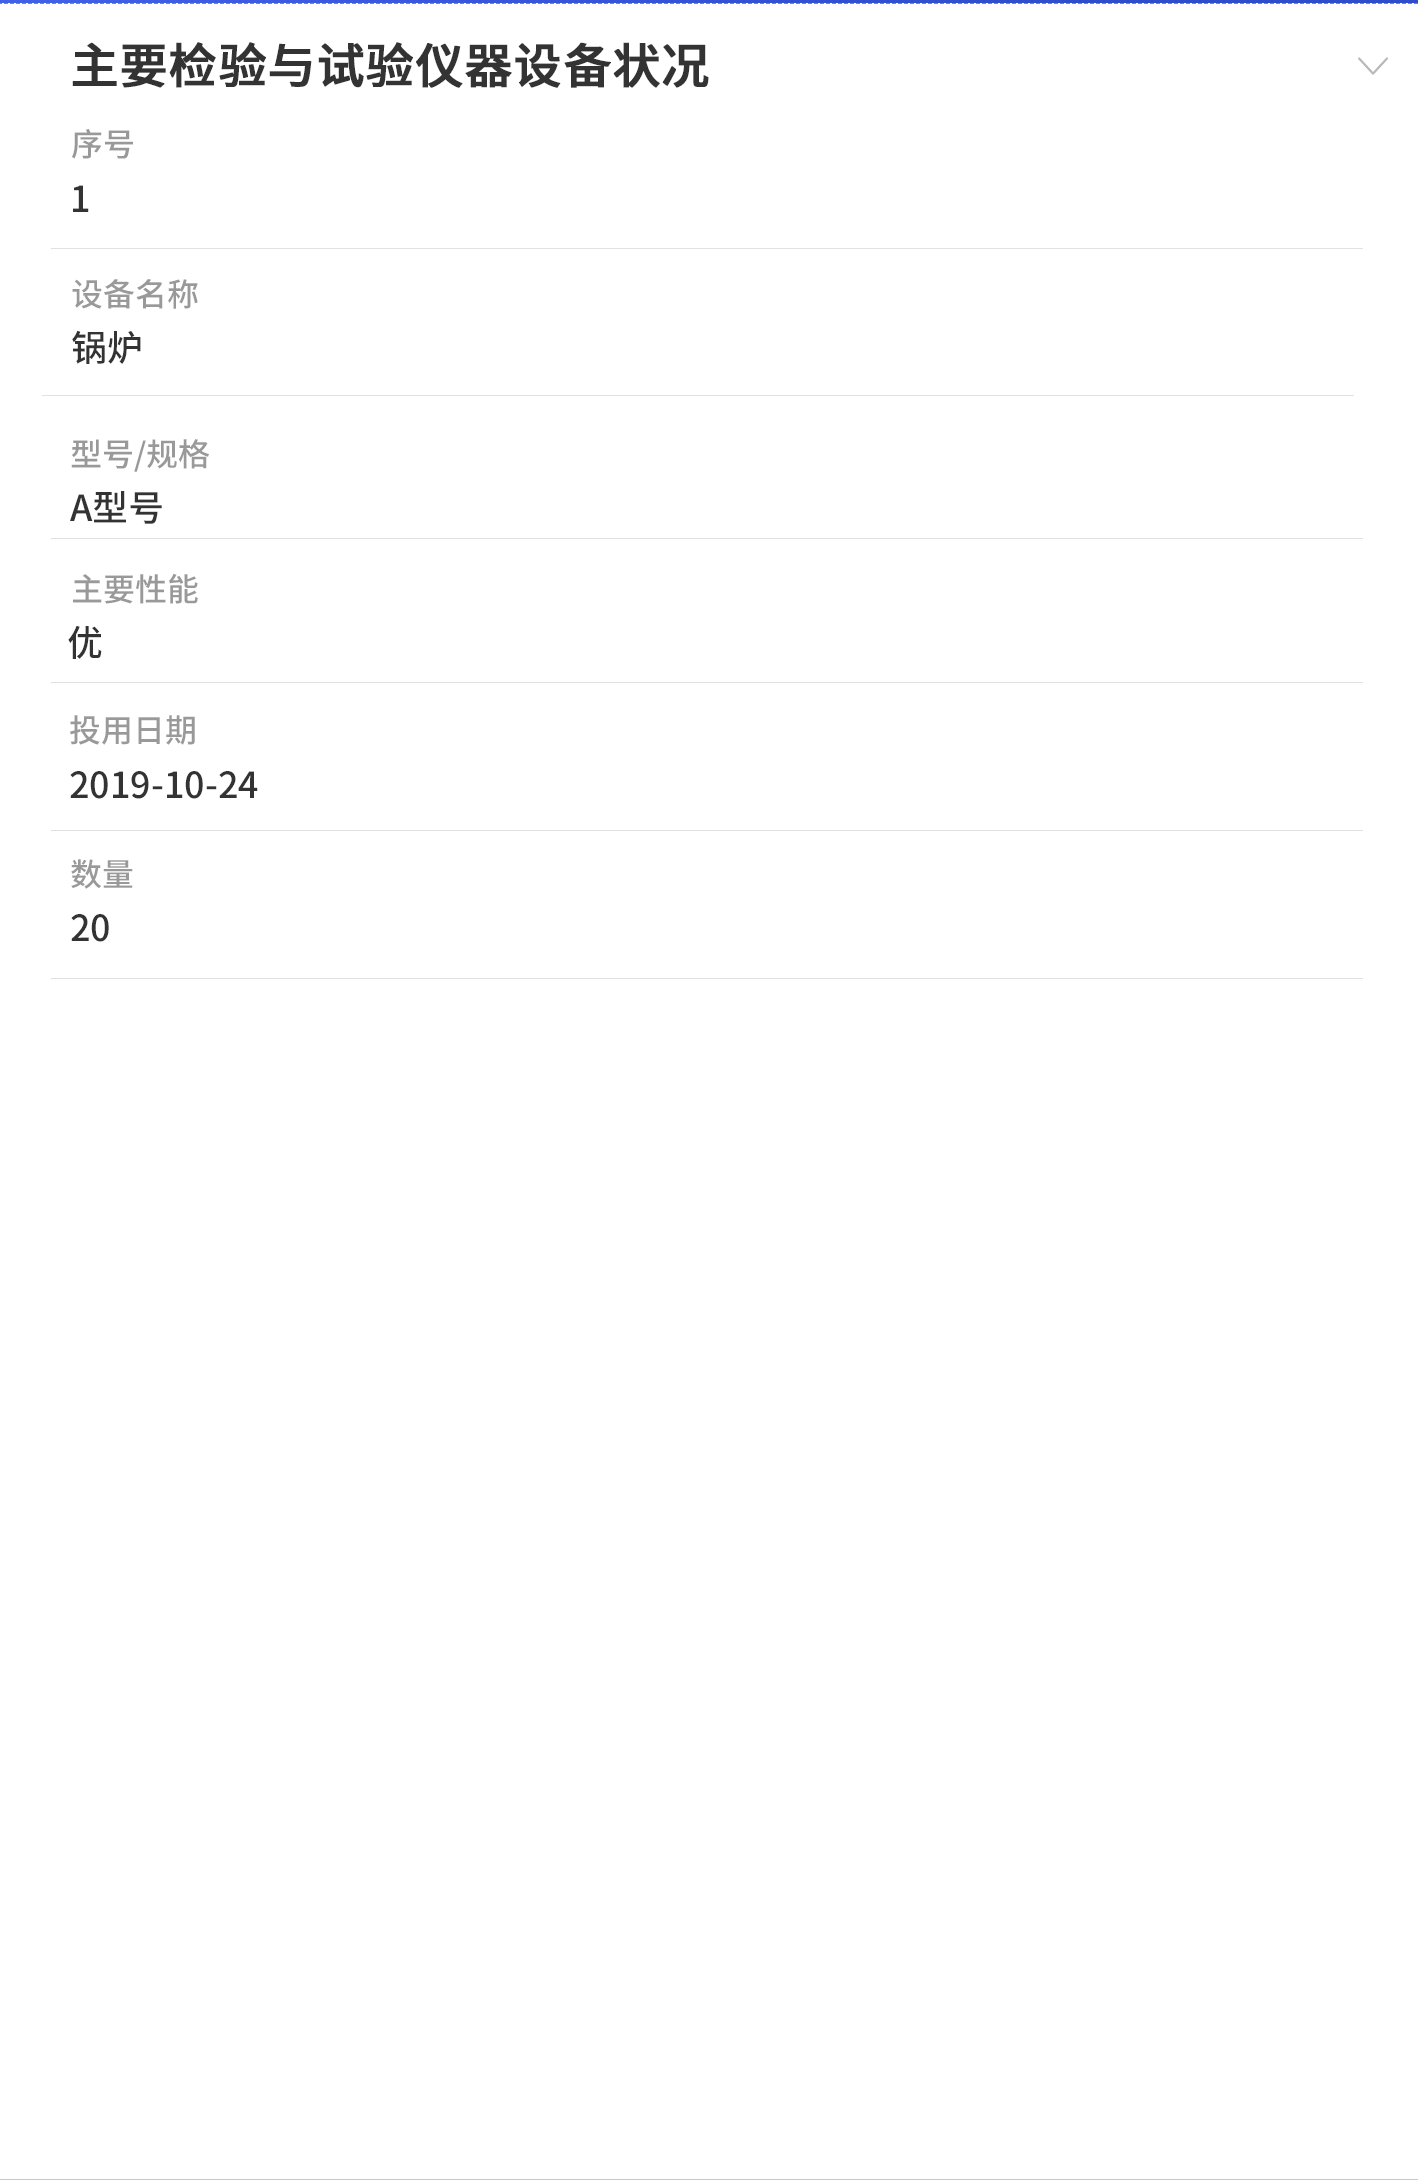 主要检验与试验仪器设备状况
序号
1
设备名称
锅炉
型号/规格
A型号
主要性能
优
投用日期
2019-10-24
数量
20